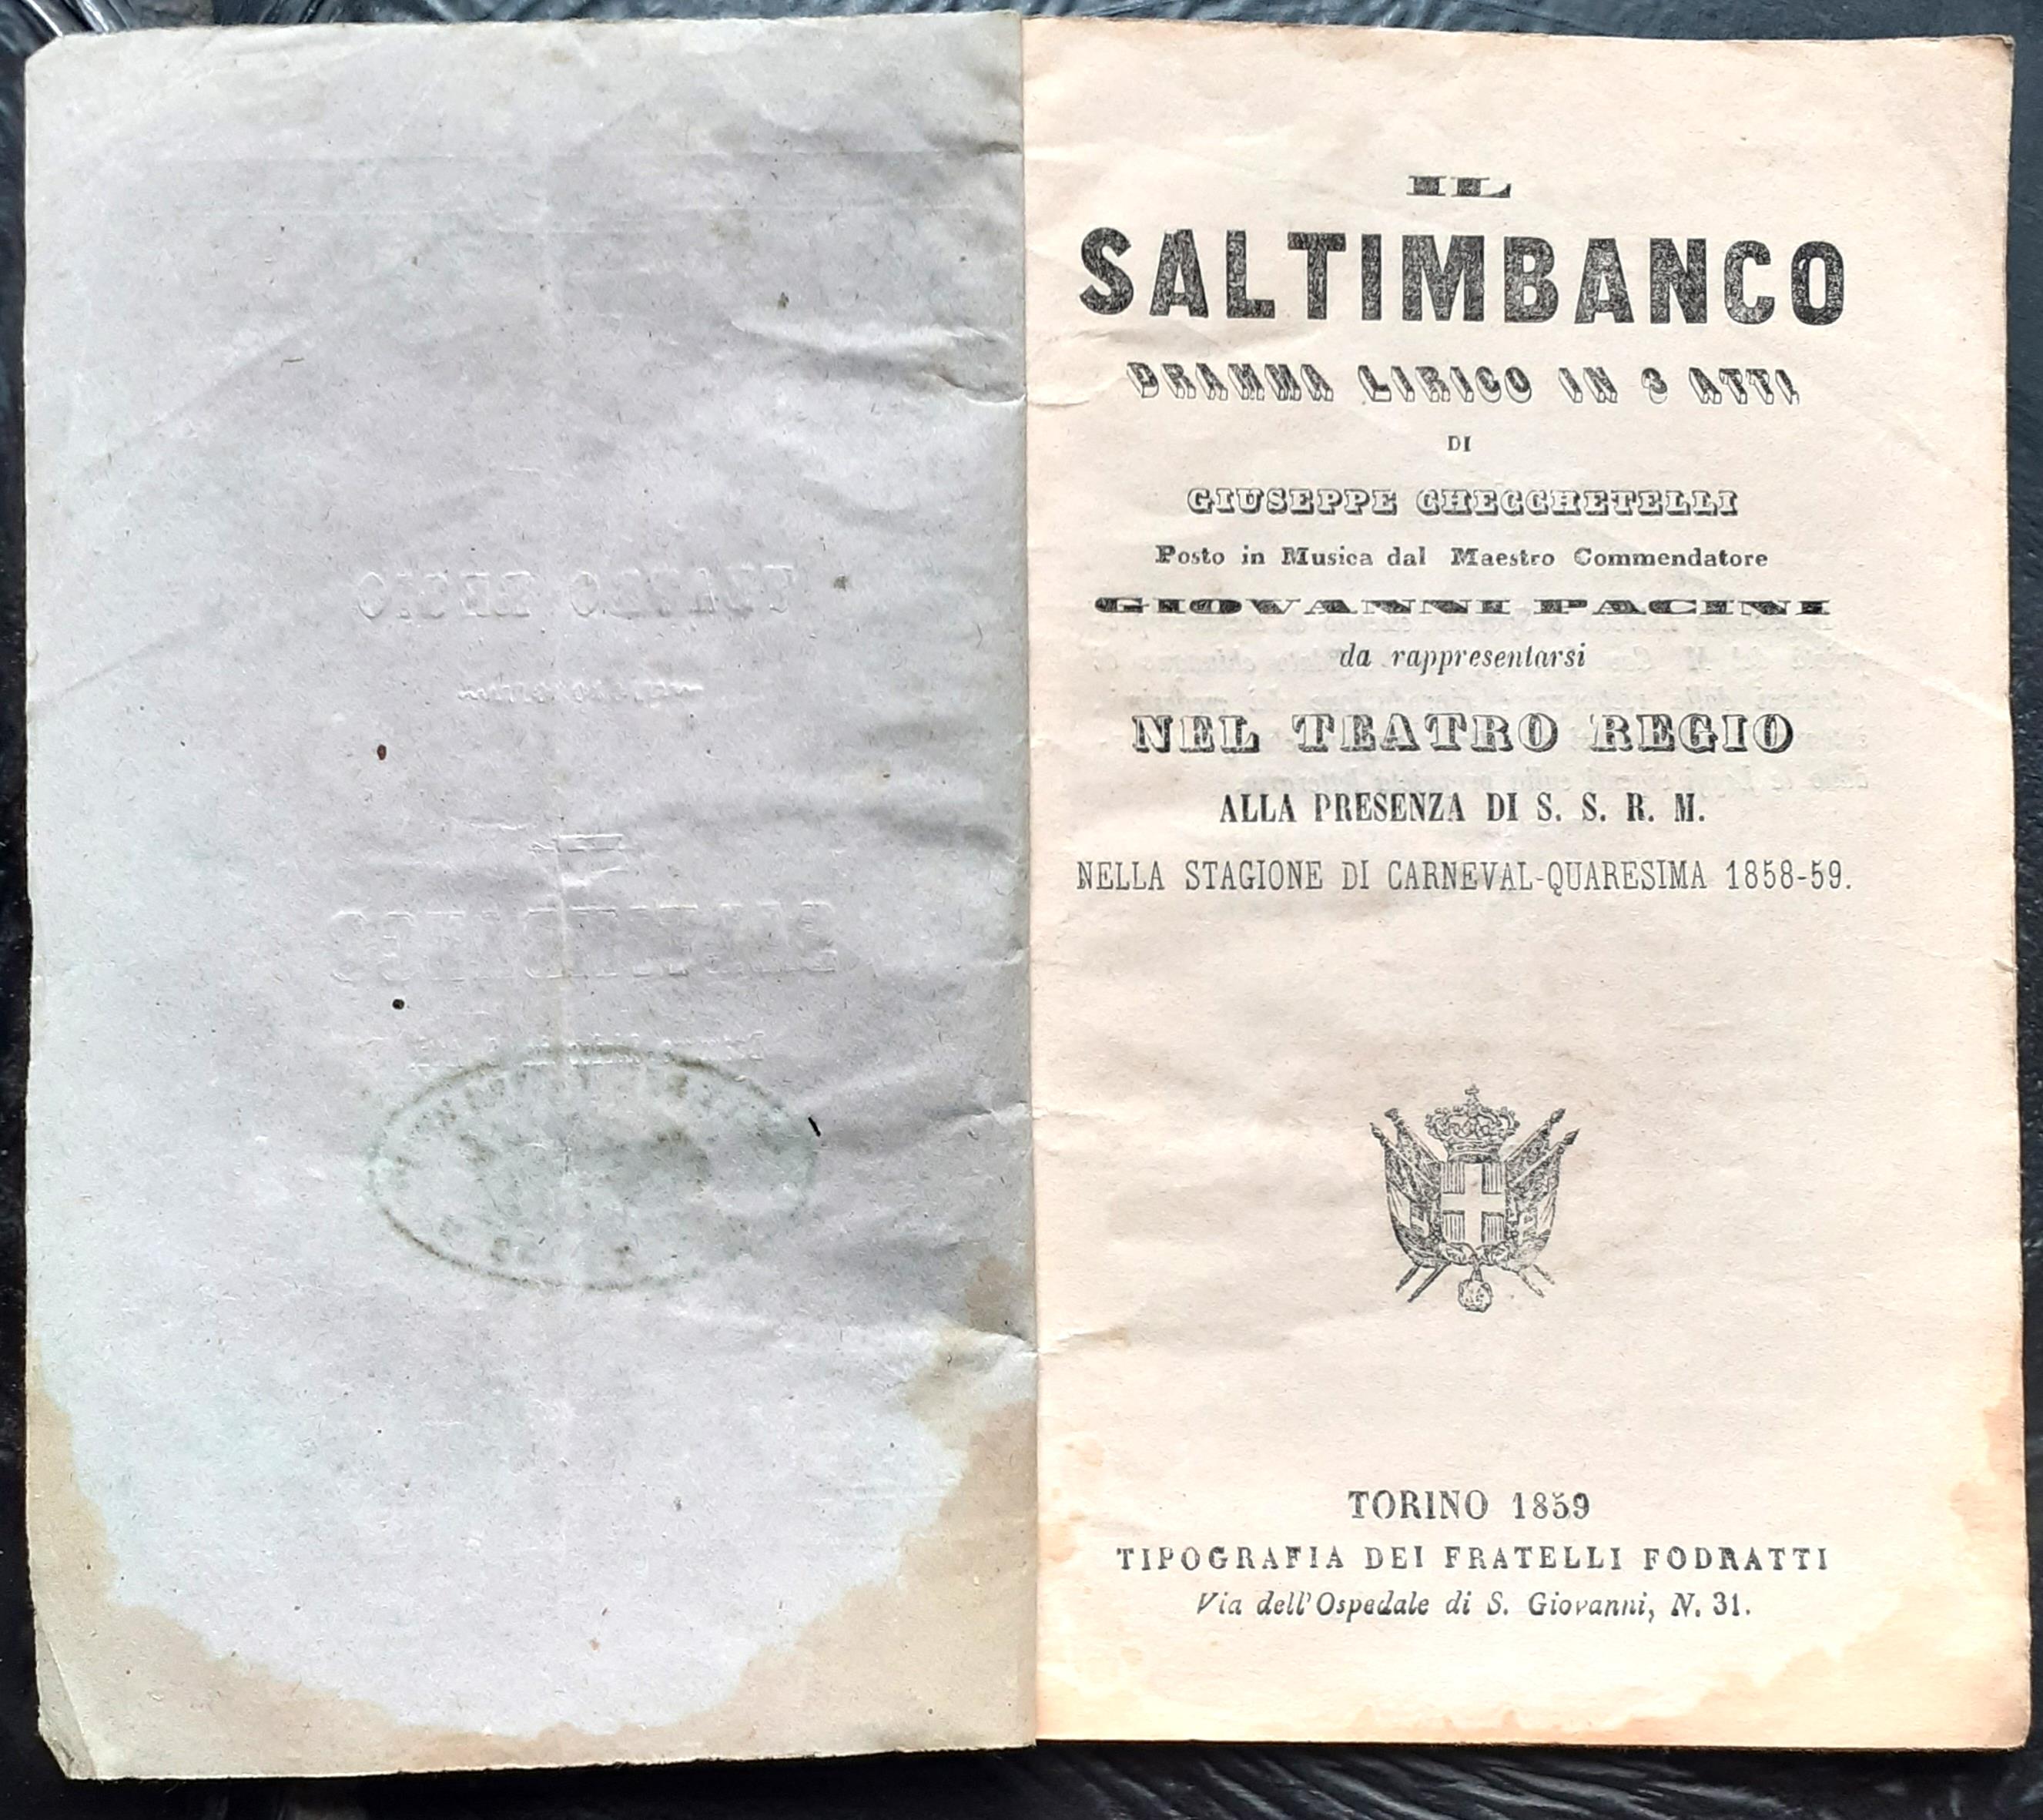 IL
SALTIMBANCO
DRAMMA LIRICO IN 3 ATTI
DI
GIUSEPPE CHECCHETELLI
Posto in Musica dal Maestro Commendatore
GIOVANNI PACINI
da rappresentarsi
NEL TEATRO REGIO
ALLA PRESENZA DI S. S. R. M.
NELLA STAGIONE DI CARNEVAL-QUARESIMA 1858-59.
TORINO 1859
TIPOGRAFIA DEI FRATELLI FODRATTI
Via dell'Ospedale di S. Giovanni, N. 31.